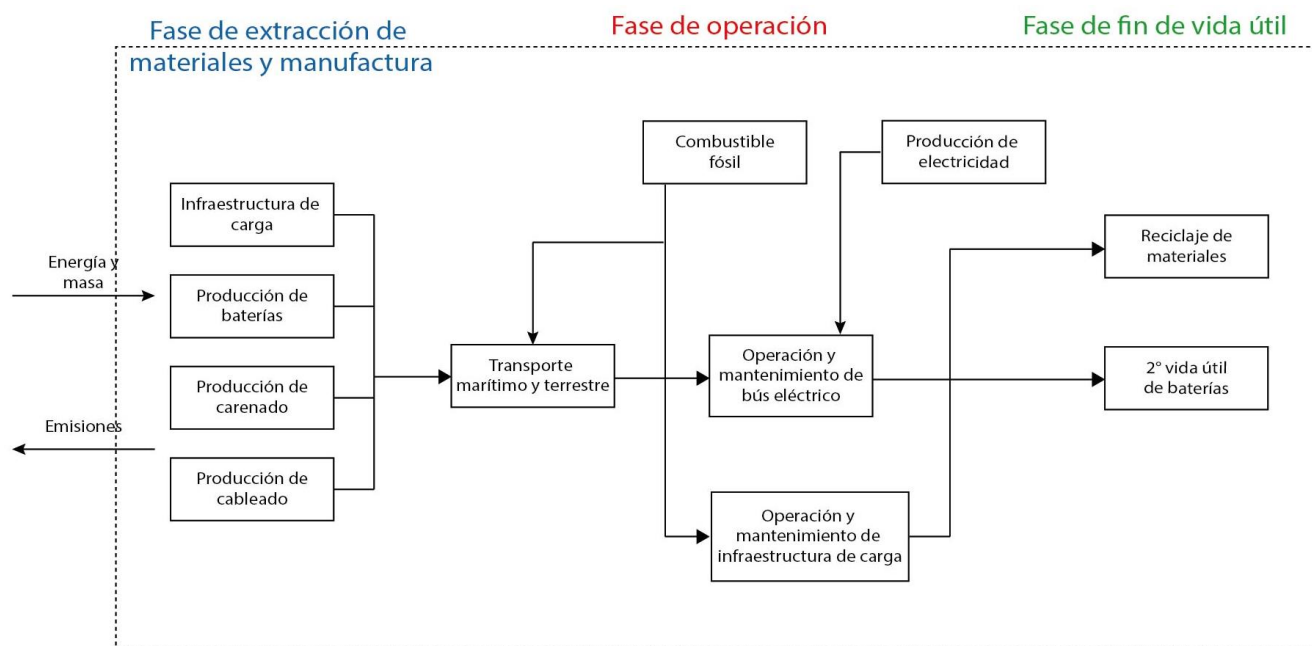 Fase de extracción de
materiales y manufactura
Fase de operación
Fase de fin de vida útil
Combustible
fósil
Producción de
electricidad
Infraestructura de
carga
Reciclaje de
materiales
Energía y
masa
Producción de
baterías
Transporte
marítimo y terrestre
Operación y
mantenimiento de
bús eléctrico
2° vida útil
de baterías
Producción de
carenado
Emisiones
Producción de
cableado
Operación y
mantenimiento de
infraestructura de carga